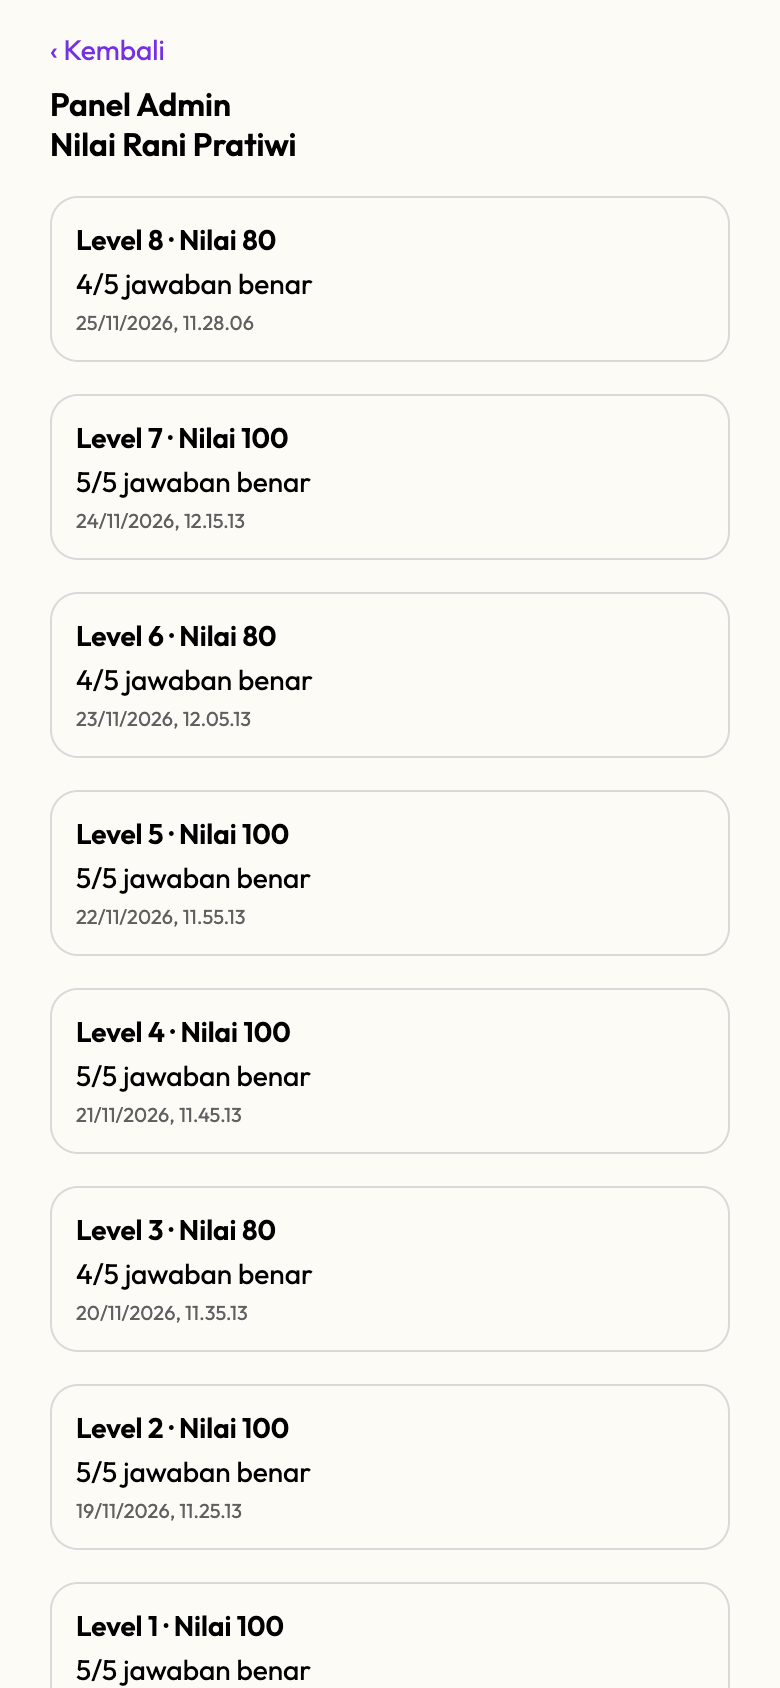 ‹ Kembali
Panel Admin
Nilai Rani Pratiwi
Level 8 · Nilai 80
4/5 jawaban benar
25/11/2026, 11.28.06
Level 7 · Nilai 100
5/5 jawaban benar
24/11/2026, 12.15.13
Level 6 · Nilai 80
4/5 jawaban benar
23/11/2026, 12.05.13
Level 5 · Nilai 100
5/5 jawaban benar
22/11/2026, 11.55.13
Level 4 · Nilai 100
5/5 jawaban benar
21/11/2026, 11.45.13
Level 3 · Nilai 80
4/5 jawaban benar
20/11/2026, 11.35.13
Level 2 · Nilai 100
5/5 jawaban benar
19/11/2026, 11.25.13
Level 1 · Nilai 100
5/5 jawaban benar